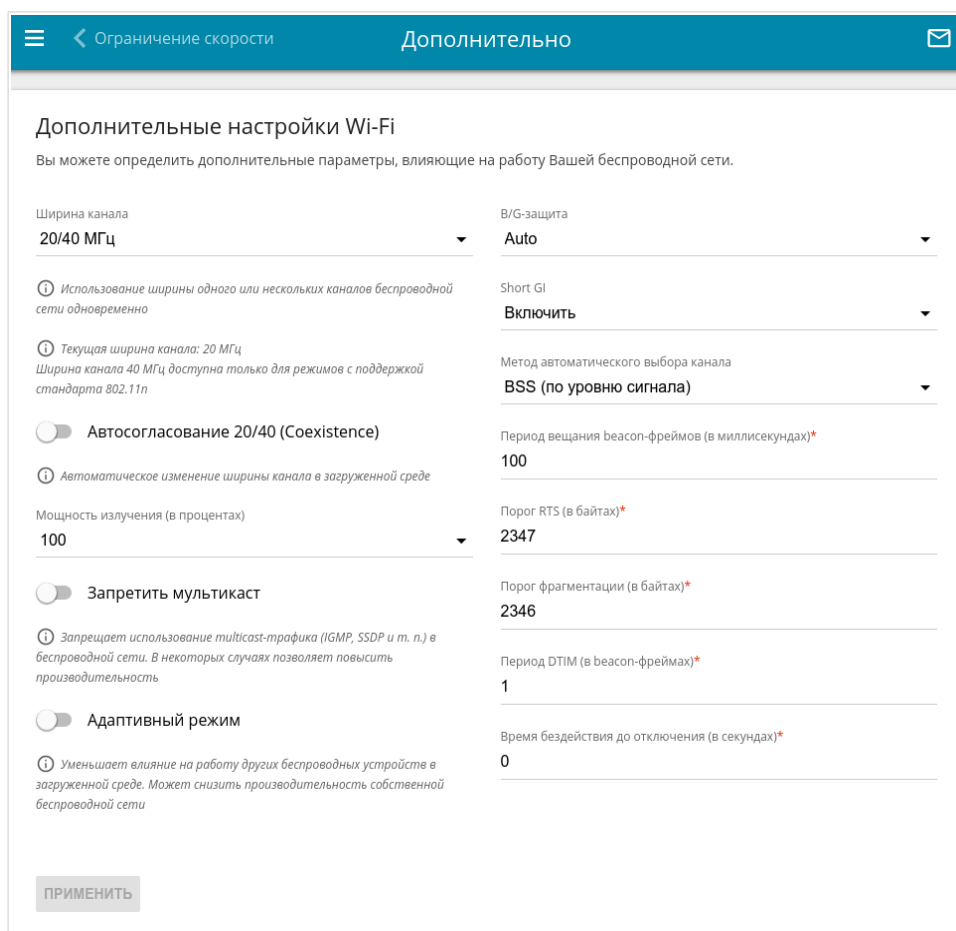 Ограничение скорости
Дополнительно
Дополнительные настройки Wi-Fi
Вы можете определить дополнительные параметры, влияющие на работу Вашей беспроводной сети.
Ширина канала
20/40 МГц
Использование ширины одного или нескольких каналов беспроводной
сети одновременно
Текущая ширина канала: 20 МГц
Ширина канала 40 МГц доступна только для режимов с поддержкой
стандарта 802.11n
Автосогласование 20/40 (Coexistence)
Автоматическое изменение ширины канала в загруженной среде
Мощность излучения (в процентах)
100
Запретить мультикаст
Запрещает использование multicast-трафика (IGMP, SSDP и т. п.) в
беспроводной сети. В некоторых случаях позволяет повысить
производительность
Адаптивный режим
Уменьшает влияние на работу других беспроводных устройств в
загруженной среде. Может снизить производительность собственной
беспроводной сети
B/G-защита
Auto
Short GI
Включить
Метод автоматического выбора канала
BSS (по уровню сигнала)
Период вещания beacon-фреймов (в миллисекундах)*
100
Порог RTS (в байтах)*
2347
Порог фрагментации (в байтах)*
2346
Период DTIM (в beacon-фреймах)*
1
Время бездействия до отключения (в секундах)*
0
ПРИМЕНИТЬ